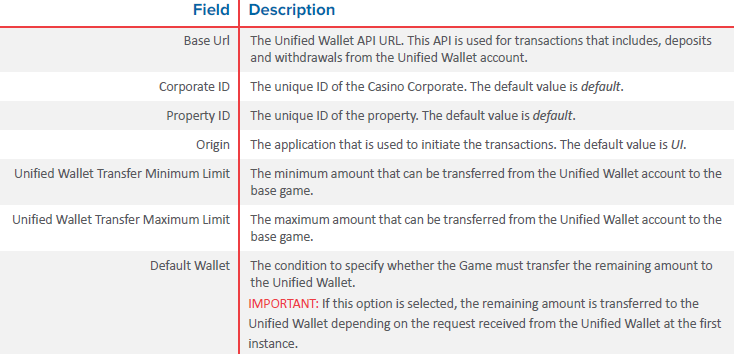 Field Description
Base Url The Unified Wallet API URL. This API is used for transactions that includes, deposits
and withdrawals from the Unified Wallet account.
Corporate ID The unique ID of the Casino Corporate. The default value is default.
Property ID The unique ID of the property. The default value is default.
Origin The application that is used to initiate the transactions. The default value is UI.
Unified Wallet Transfer Minimum Limit The minimum amount that can be transferred from the Unified Wallet account to the
base game.
Unified Wallet Transfer Maximum Limit The maximum amount that can be transferred from the Unified Wallet account to the
base game.
Default Wallet The condition to specify whether the Game must transfer the remaining amount to
the Unified Wallet.
IMPORTANT: If this option is selected, the remaining amount is transferred to the
Unified Wallet depending on the request received from the Unified Wallet at the first
instance.